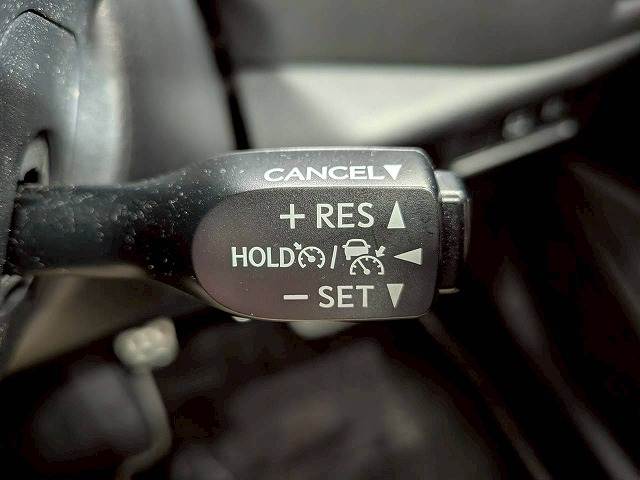 CANCEL▼
+ RES ▲
HOLD / ◄
− SET ▼